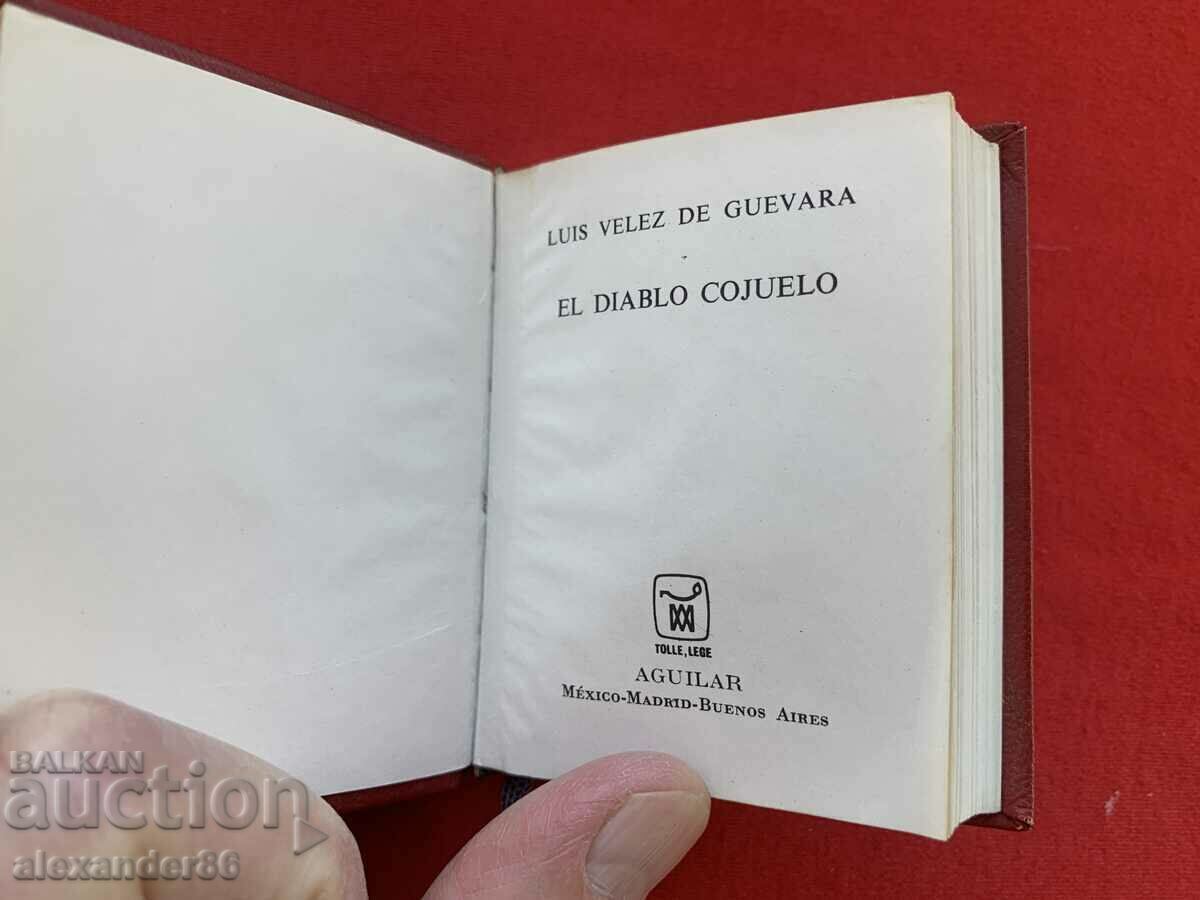 LUIS VELEZ DE GUEVARA
EL DIABLO COJUELO
TOLLE, LEGE
AGUILAR
MÉXICO-MADRID-BUENOS AIRES
BALKAN
auction
alexander86